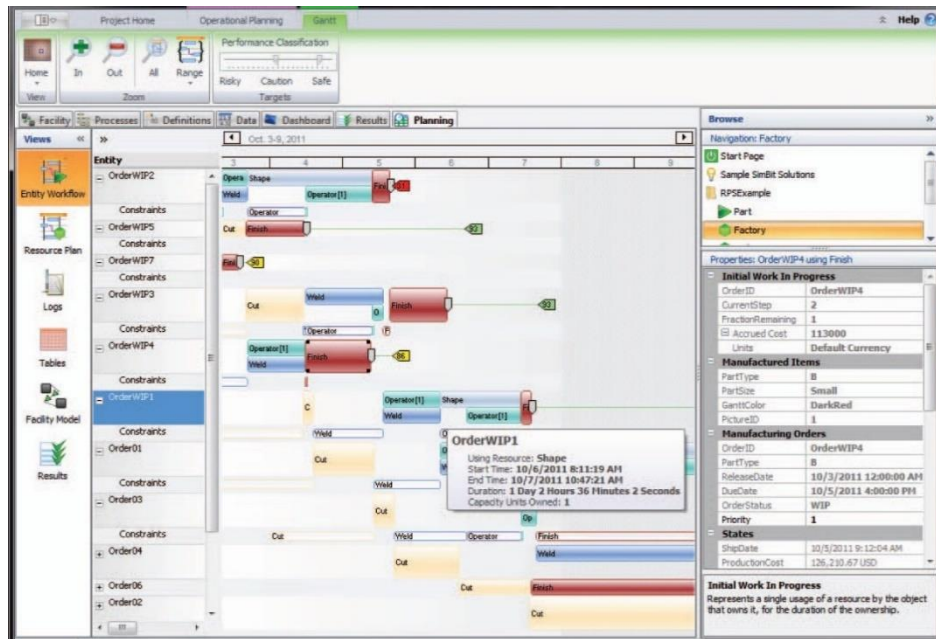 Project Home Operational Planning Gantt Help
Performance Classification
Home In Out All Range
Risky Caution Safe
View Zoom Targets
Facility Processes Definitions Data Dashboard Results Planning
Views
Entity Workflow
Resource Plan
Logs
Tables
Facility Model
Results
Oct. 3-9, 2011
Entity 3 4 5 6 7 8 9
OrderWIP2 Opera Shape
Weld Operator[1]
Constraints Operator
OrderWIP5 Cut Finish
Constraints
OrderWIP7
Constraints
OrderWIP3 Weld
Cut O Finish
Constraints Operator
OrderWIP4 Operator[1] Finish
Weld
Constraints
OrderWIP1 C Operator[1] Shape
Weld Operator[1]
Constraints Weld
Order01 Cut
Constraints Weld
Order03 Cut Op
Constraints Cut Weld Operator Finish
Order04 Cut Weld
Order06 Cut Finish
Order02 Cut
OrderWIP1
Using Resource: Shape
Start Time: 10/6/2011 8:11:19 AM
End Time: 10/7/2011 10:47:21 AM
Duration: 1 Day 2 Hours 36 Minutes 2 Seconds
Capacity Units Owned: 1
Browse
Navigation: Factory
Start Page
Sample SimBit Solutions
RPSExample
Part
Factory
Properties: OrderWIP4 using Finish
Initial Work In Progress
OrderID OrderWIP4
CurrentStep 2
FractionRemaining 1
Accrued Cost 113000
Units Default Currency
Manufactured Items
PartType B
PartSize Small
GanttColor DarkRed
PictureID 1
Manufacturing Orders
OrderID OrderWIP4
PartType B
ReleaseDate 10/3/2011 12:00:00 AM
DueDate 10/5/2011 4:00:00 PM
OrderStatus WIP
Priority 1
States
ShipDate 10/5/2011 9:12:04 AM
ProductionCost 126,210.67 USD
Initial Work In Progress
Represents a single usage of a resource by the object
that owns it, for the duration of the ownership.